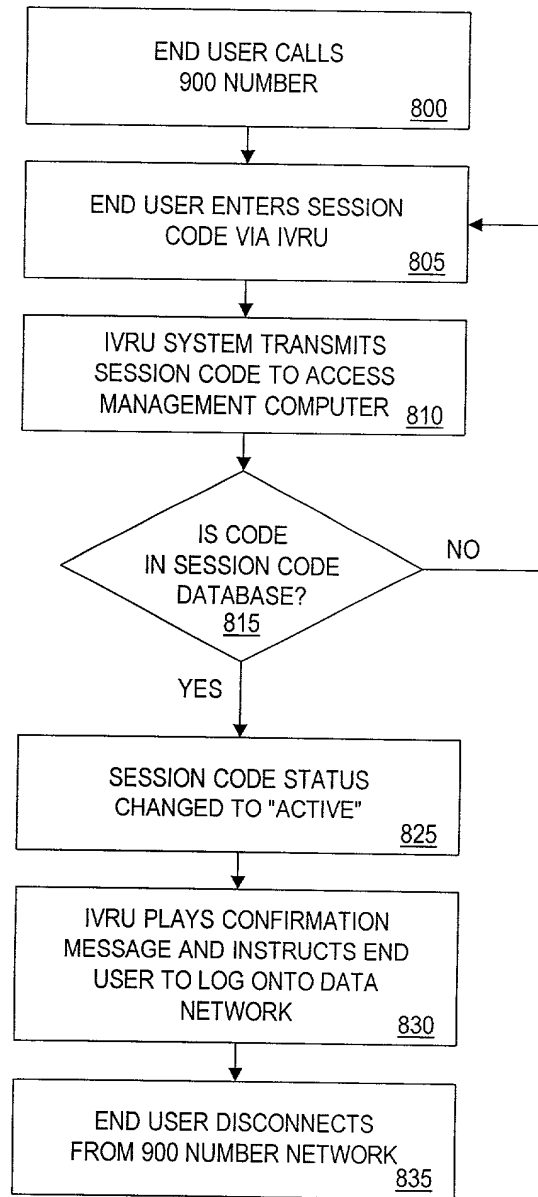 END USER CALLS
900 NUMBER
800
END USER ENTERS SESSION
CODE VIA IVRU
805
IVRU SYSTEM TRANSMITS
SESSION CODE TO ACCESS
MANAGEMENT COMPUTER
810
IS CODE
IN SESSION CODE
DATABASE?
815
NO
YES
SESSION CODE STATUS
CHANGED TO "ACTIVE"
825
IVRU PLAYS CONFIRMATION
MESSAGE AND INSTRUCTS END
USER TO LOG ONTO DATA
NETWORK
830
END USER DISCONNECTS
FROM 900 NUMBER NETWORK
835